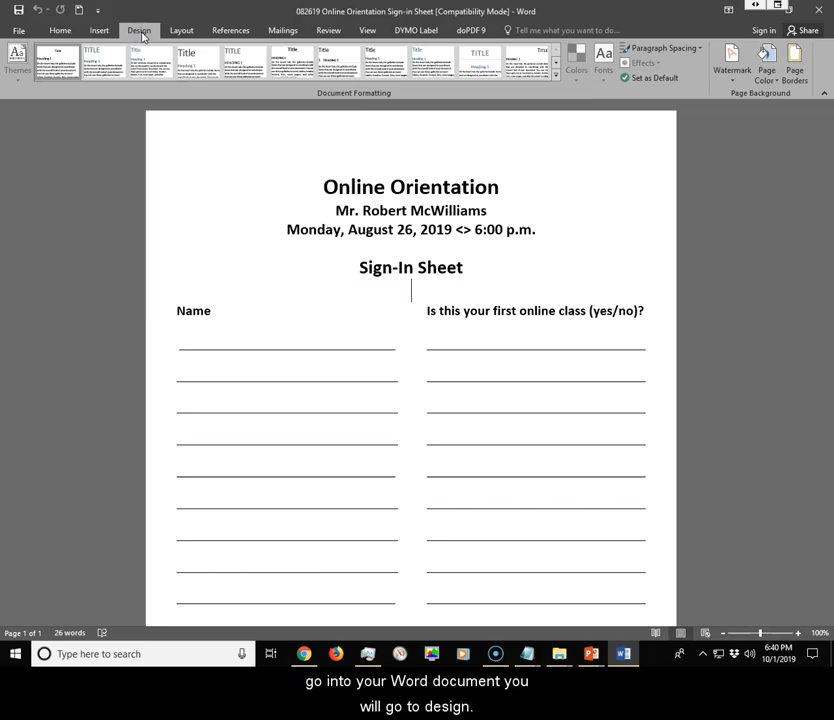 082619 Online Orientation Sign-in Sheet [Compatibility Mode] - Word
File Home Insert Design Layout References Mailings Review View DYMO Label doPDF 9 Tell me what you want to do... Sign in Share
Themes
Colors
Fonts
Paragraph Spacing
Effects
Set as Default
Watermark
Page Color
Page Borders
Document Formatting
Page Background
Online Orientation
Mr. Robert McWilliams
Monday, August 26, 2019 <> 6:00 p.m.
Sign-In Sheet
Name Is this your first online class (yes/no)?
Page 1 of 1 26 words 100%
Type here to search
6:40 PM
10/1/2019
go into your Word document you
will go to design.